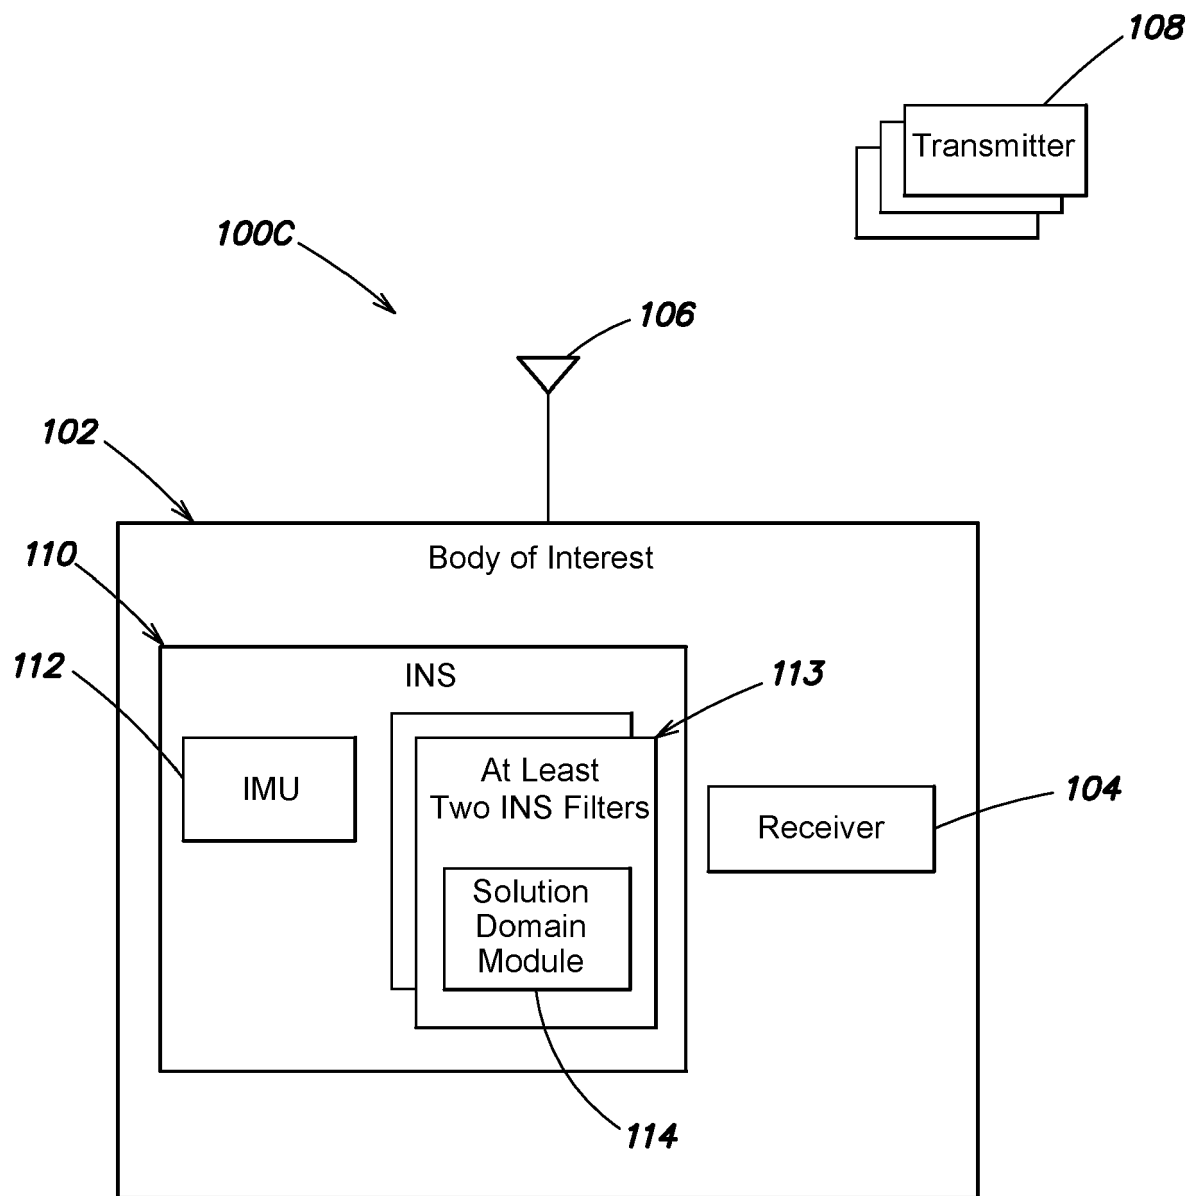 108
Transmitter
100C
106
102
Body of Interest
110
INS
112
113
IMU
At Least
Two INS Filters
104
Receiver
Solution
Domain
Module
114